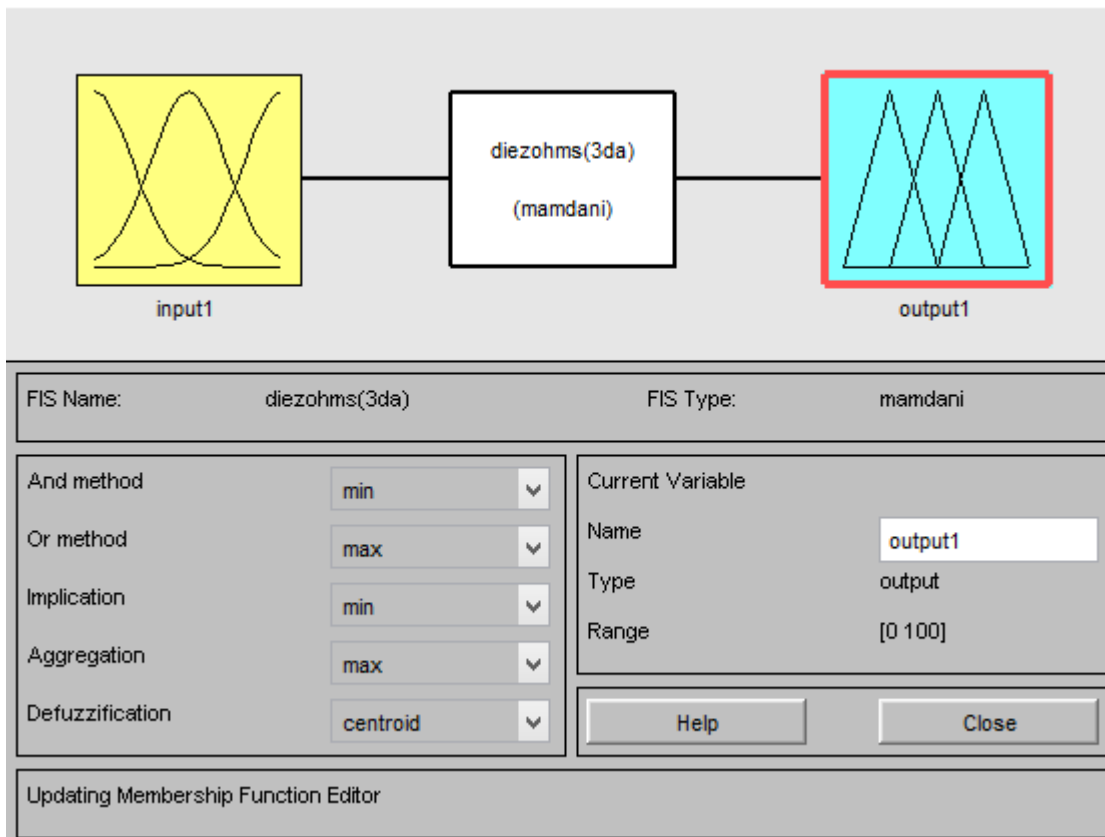 diezohms(3da)
(mamdani)
input1
output1
FIS Name: diezohms(3da) FIS Type: mamdani
And method min
Or method max
Implication min
Aggregation max
Defuzzification centroid
Current Variable
Name output1
Type output
Range [0 100]
Help Close
Updating Membership Function Editor